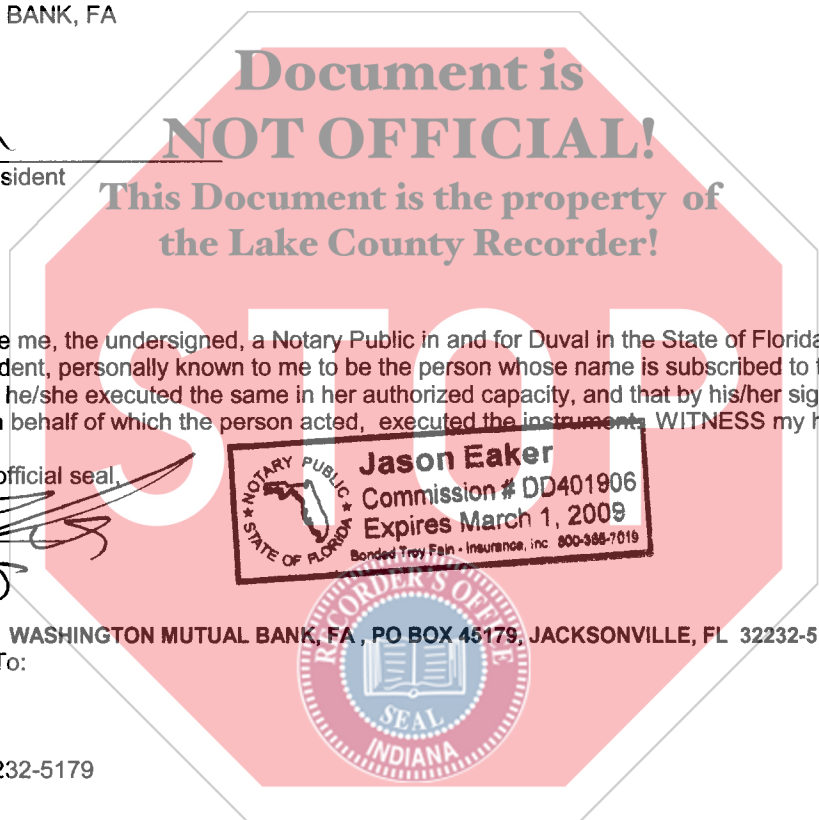 BANK, FA
Document is
NOT OFFICIAL!
sident
This Document is the property of
the Lake County Recorder!
STOP
e me, the undersigned, a Notary Public in and for Duval in the State of Florida
dent, personally known to me to be the person whose name is subscribed to t
he/she executed the same in her authorized capacity, and that by his/her sig
behalf of which the person acted, executed the instrument. WITNESS my h
official seal,
NOTARY PUBLIC
STATE OF FLORIDA
Jason Eaker
Commission # DD401906
Expires March 1, 2009
Bonded Troy Fain - Insurance, Inc 800-385-7019
RECORDER'S OFFICE
WASHINGTON MUTUAL BANK, FA , PO BOX 45179, JACKSONVILLE, FL 32232-5
To:
SEAL
INDIANA
232-5179